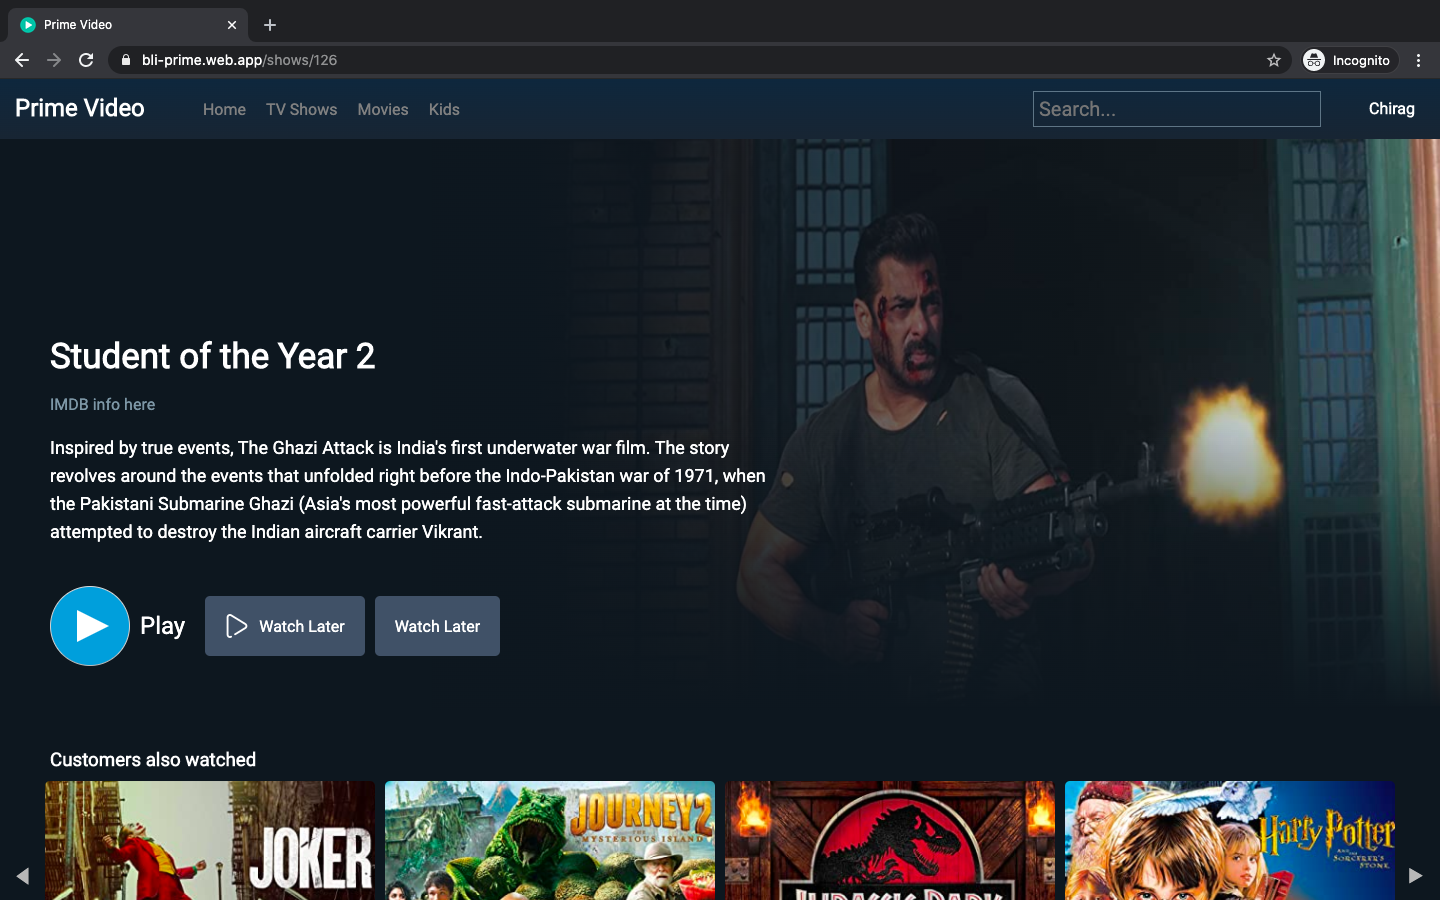 Prime Video
bli-prime.web.app/shows/126
Incognito
Prime Video
Home
TV Shows
Movies
Kids
Search...
Chirag
Student of the Year 2
IMDB info here
Inspired by true events, The Ghazi Attack is India's first underwater war film. The story
revolves around the events that unfolded right before the Indo-Pakistan war of 1971, when
the Pakistani Submarine Ghazi (Asia's most powerful fast-attack submarine at the time)
attempted to destroy the Indian aircraft carrier Vikrant.
Play
Watch Later
Watch Later
Customers also watched
JOKER
JOURNEY 2
THE
MYSTERIOUS ISLAND
JURASSIC PARK
Harry Potter
AND THE
SORCERER'S
STONE